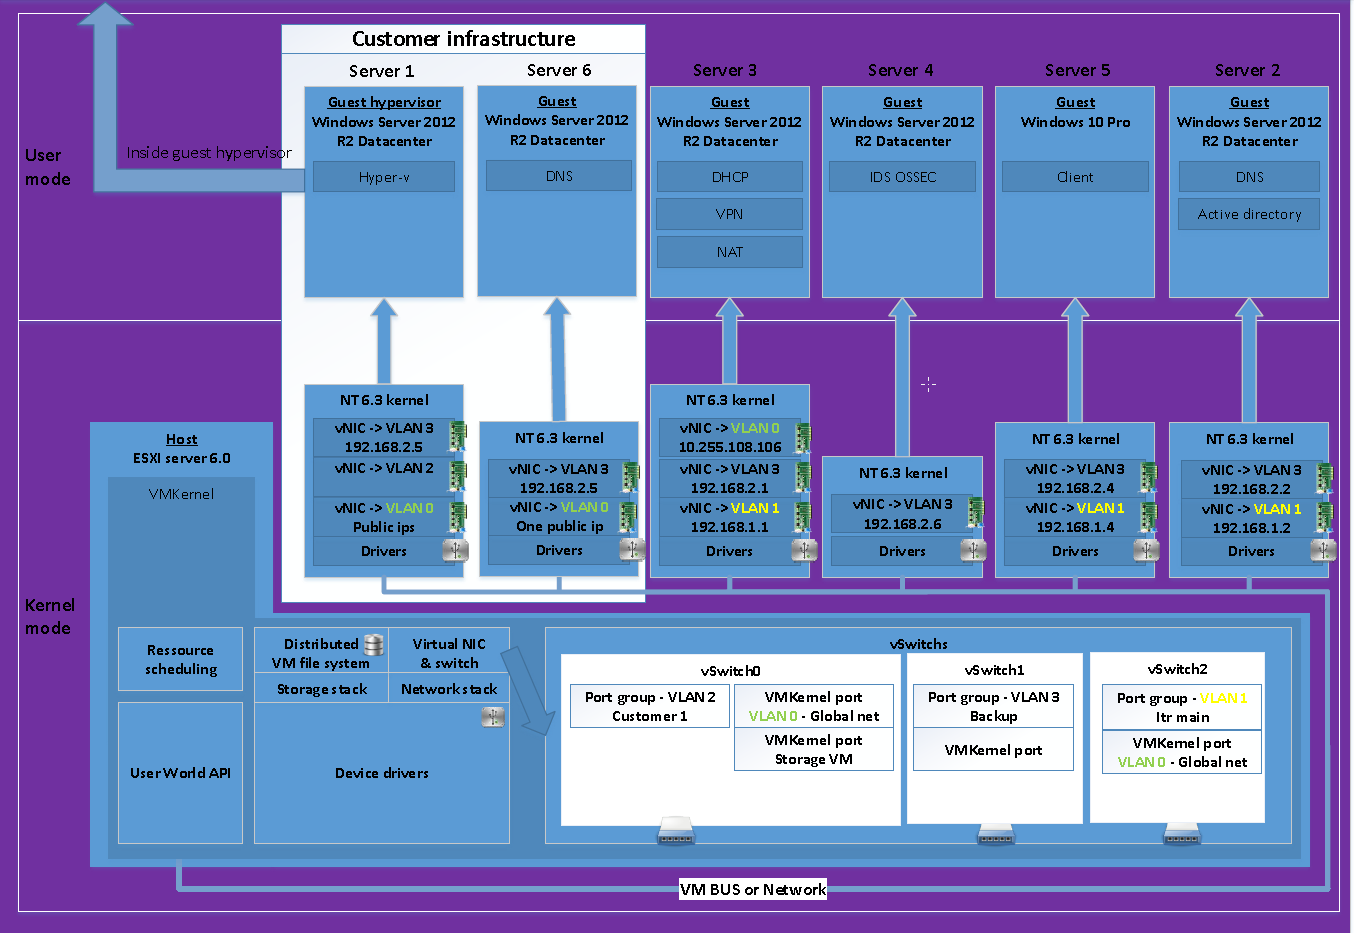 Customer infrastructure
Server 1
Server 6
Server 3
Server 4
Server 5
Server 2
Guest hypervisor
Windows Server 2012
R2 Datacenter
Hyper-v
Guest
Windows Server 2012
R2 Datacenter
DNS
Guest
Windows Server 2012
R2 Datacenter
DHCP
VPN
NAT
Guest
Windows Server 2012
R2 Datacenter
IDS OSSEC
Guest
Windows 10 Pro
Client
Guest
Windows Server 2012
R2 Datacenter
DNS
Active directory
Inside guest hypervisor
User
mode
Kernel
mode
NT 6.3 kernel
vNIC -> VLAN 3
192.168.2.5
vNIC -> VLAN 2
vNIC -> VLAN 0
Public ips
Drivers
NT 6.3 kernel
vNIC -> VLAN 3
192.168.2.5
vNIC -> VLAN 0
One public ip
Drivers
NT 6.3 kernel
vNIC -> VLAN 0
10.255.108.106
vNIC -> VLAN 3
192.168.2.1
vNIC -> VLAN 1
192.168.1.1
Drivers
NT 6.3 kernel
vNIC -> VLAN 3
192.168.2.6
Drivers
NT 6.3 kernel
vNIC -> VLAN 3
192.168.2.4
vNIC -> VLAN 1
192.168.1.4
Drivers
NT 6.3 kernel
vNIC -> VLAN 3
192.168.2.2
vNIC -> VLAN 1
192.168.1.2
Drivers
Host
ESXI server 6.0
VMKernel
Ressource
scheduling
User World API
Distributed
VM file system
Virtual NIC
& switch
Storage stack
Network stack
Device drivers
vSwitchs
vSwitch0
Port group - VLAN 2
Customer 1
VMKernel port
VLAN 0 - Global net
VMKernel port
Storage VM
vSwitch1
Port group - VLAN 3
Backup
VMKernel port
vSwitch2
Port group - VLAN 1
Itr main
VMKernel port
VLAN 0 - Global net
VM BUS or Network